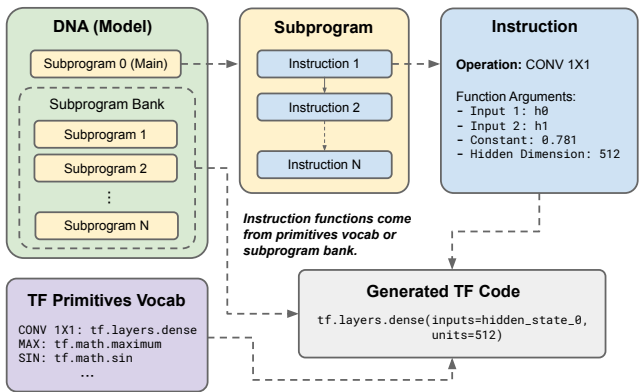 DNA (Model)
Subprogram 0 (Main)
Subprogram Bank
Subprogram 1
Subprogram 2
⋮
Subprogram N
Subprogram
Instruction 1
Instruction 2
Instruction N
Instruction
Operation: CONV 1X1
Function Arguments:
- Input 1: h0
- Input 2: h1
- Constant: 0.781
- Hidden Dimension: 512
Instruction functions come
from primitives vocab or
subprogram bank.
TF Primitives Vocab
CONV 1X1: tf.layers.dense
MAX: tf.math.maximum
SIN: tf.math.sin
...
Generated TF Code
tf.layers.dense(inputs=hidden_state_0,
units=512)